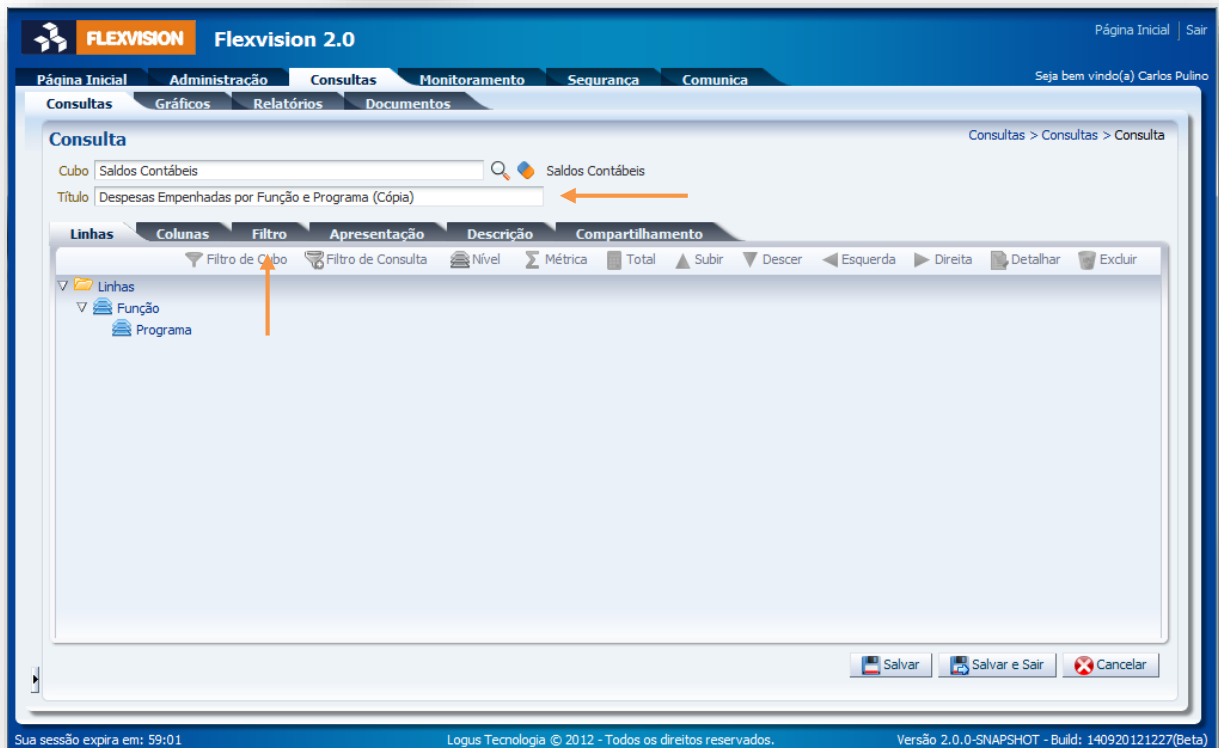 FLEXVISION Flexvision 2.0 Página Inicial Sair
Página Inicial Administração Consultas Monitoramento Segurança Comunica Seja bem vindo(a) Carlos Pulino
Consultas Gráficos Relatórios Documentos
Consulta Consultas > Consultas > Consulta
Cubo Saldos Contábeis Saldos Contábeis
Título Despesas Empenhadas por Função e Programa (Cópia)
Linhas Colunas Filtro Apresentação Descrição Compartilhamento
Filtro de Cubo Filtro de Consulta Nível Métrica Total Subir Descer Esquerda Direita Detalhar Excluir
Linhas
Função
Programa
Salvar Salvar e Sair Cancelar
Sua sessão expira em: 59:01 Logus Tecnologia © 2012 - Todos os direitos reservados. Versão 2.0.0-SNAPSHOT - Build: 140920121227(Beta)